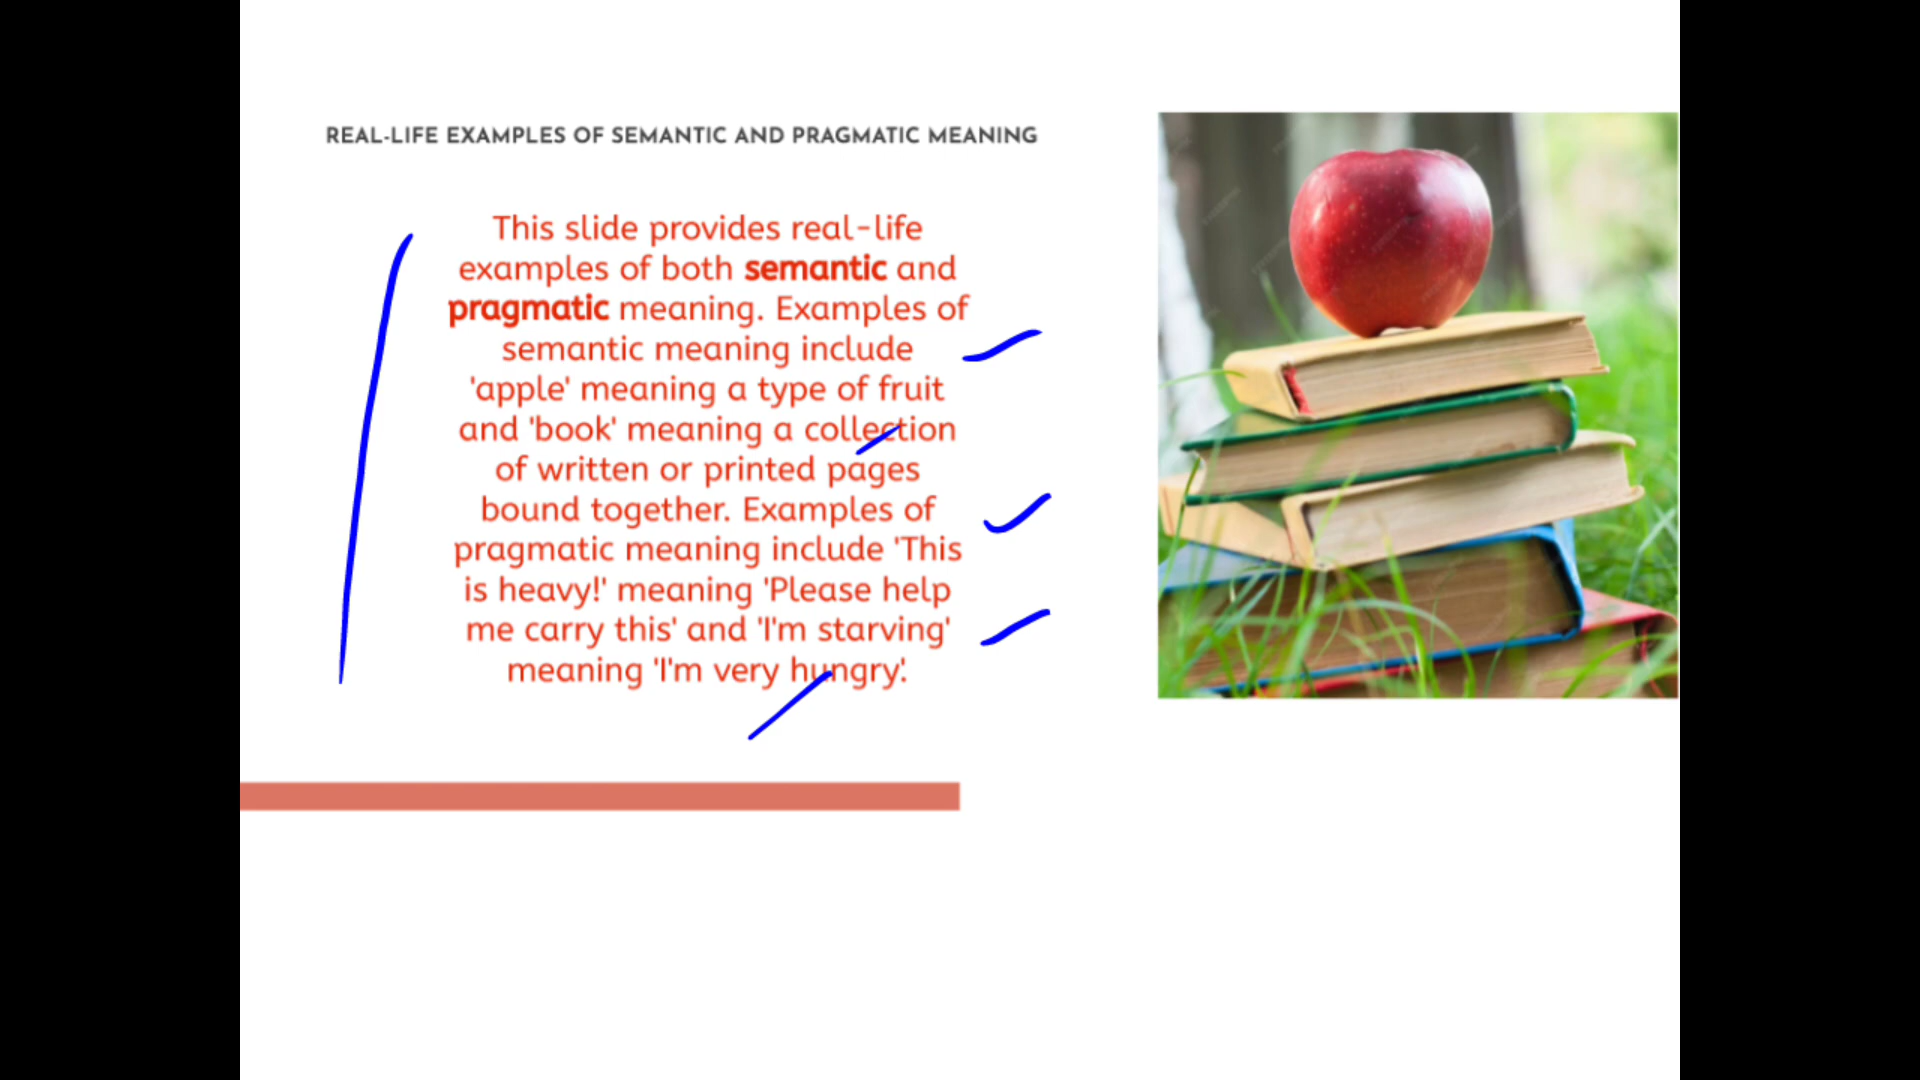 REAL-LIFE EXAMPLES OF SEMANTIC AND PRAGMATIC MEANING
This slide provides real-life
examples of both semantic and
pragmatic meaning. Examples of
semantic meaning include
'apple' meaning a type of fruit
and 'book' meaning a collection
of written or printed pages
bound together. Examples of
pragmatic meaning include 'This
is heavy!' meaning 'Please help
me carry this' and 'I'm starving'
meaning 'I'm very hungry'.